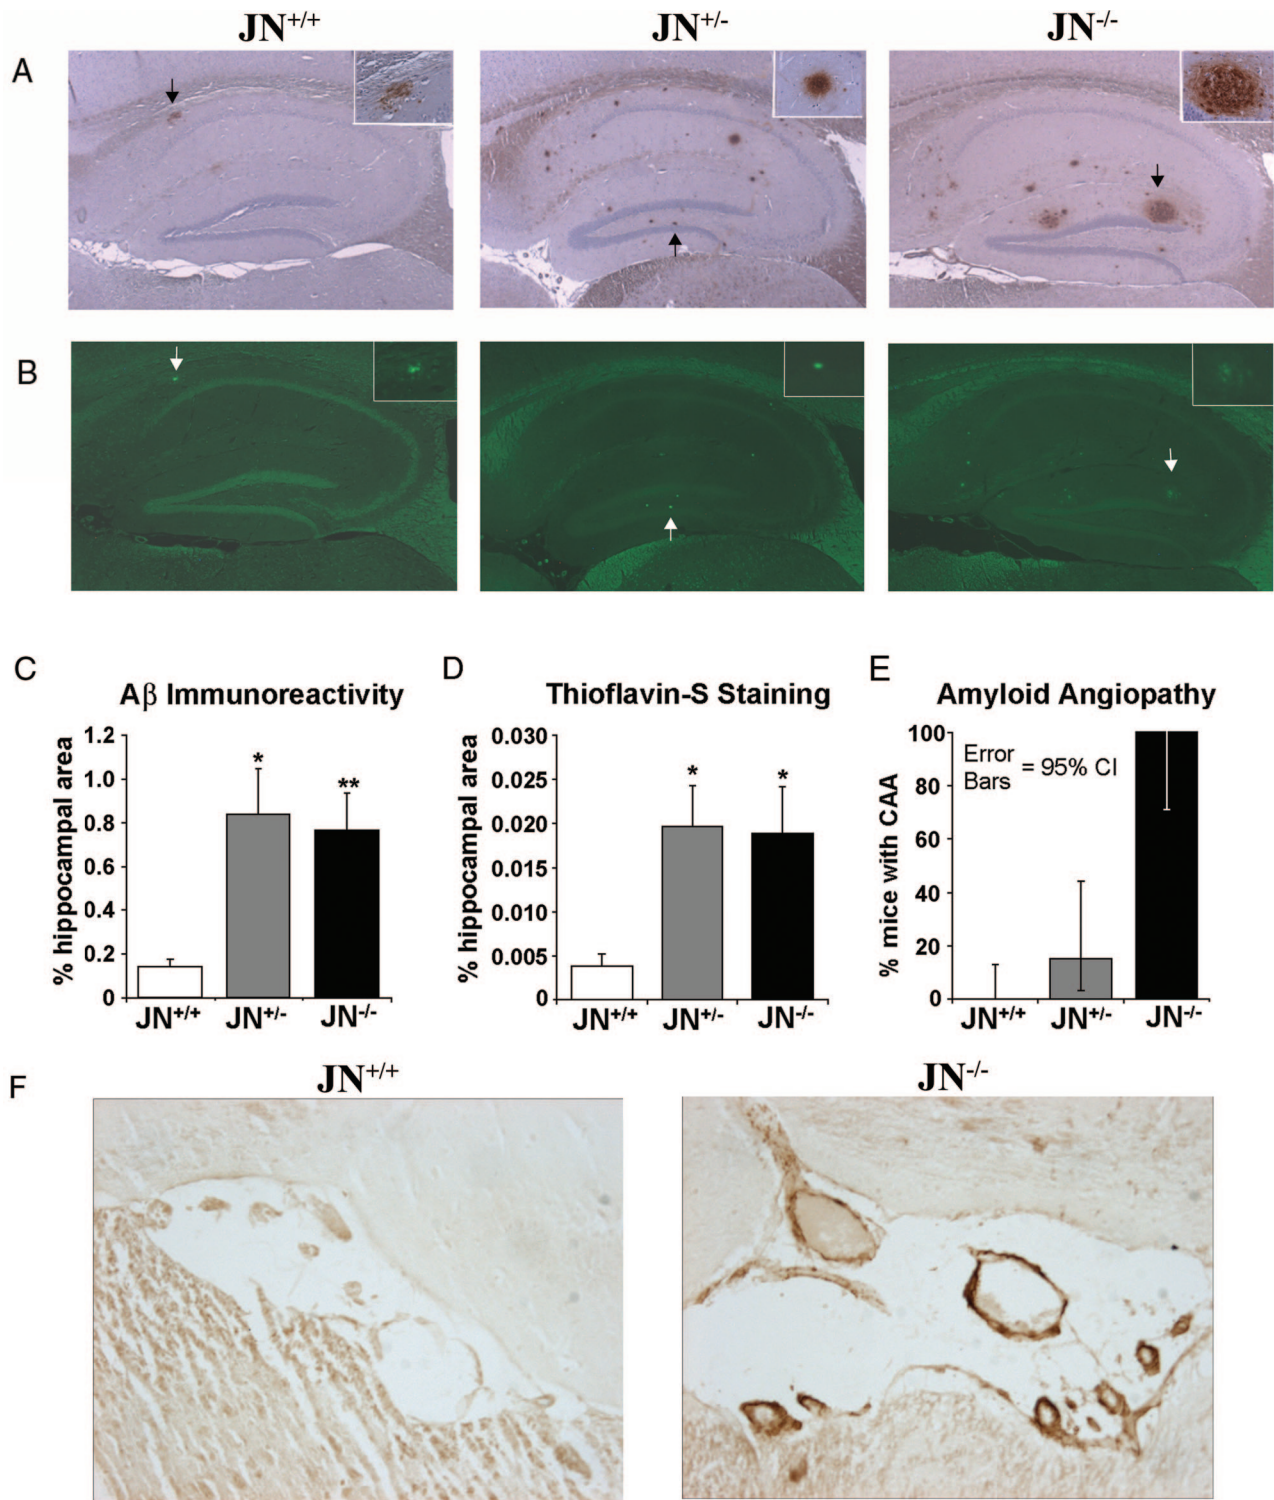 JN+/+ JN+/- JN-/-
A
B
C D E
Aβ Immunoreactivity Thioflavin-S Staining Amyloid Angiopathy
% hippocampal area
1.2
1.0
0.8
0.6
0.4
0.2
0
*
**
JN+/+ JN+/- JN-/-
% hippocampal area
0.030
0.025
0.020
0.015
0.010
0.005
0
*
*
JN+/+ JN+/- JN-/-
% mice with CAA
100
80
60
40
20
0
Error
Bars = 95% CI
JN+/+ JN+/- JN-/-
F
JN+/+ JN-/-